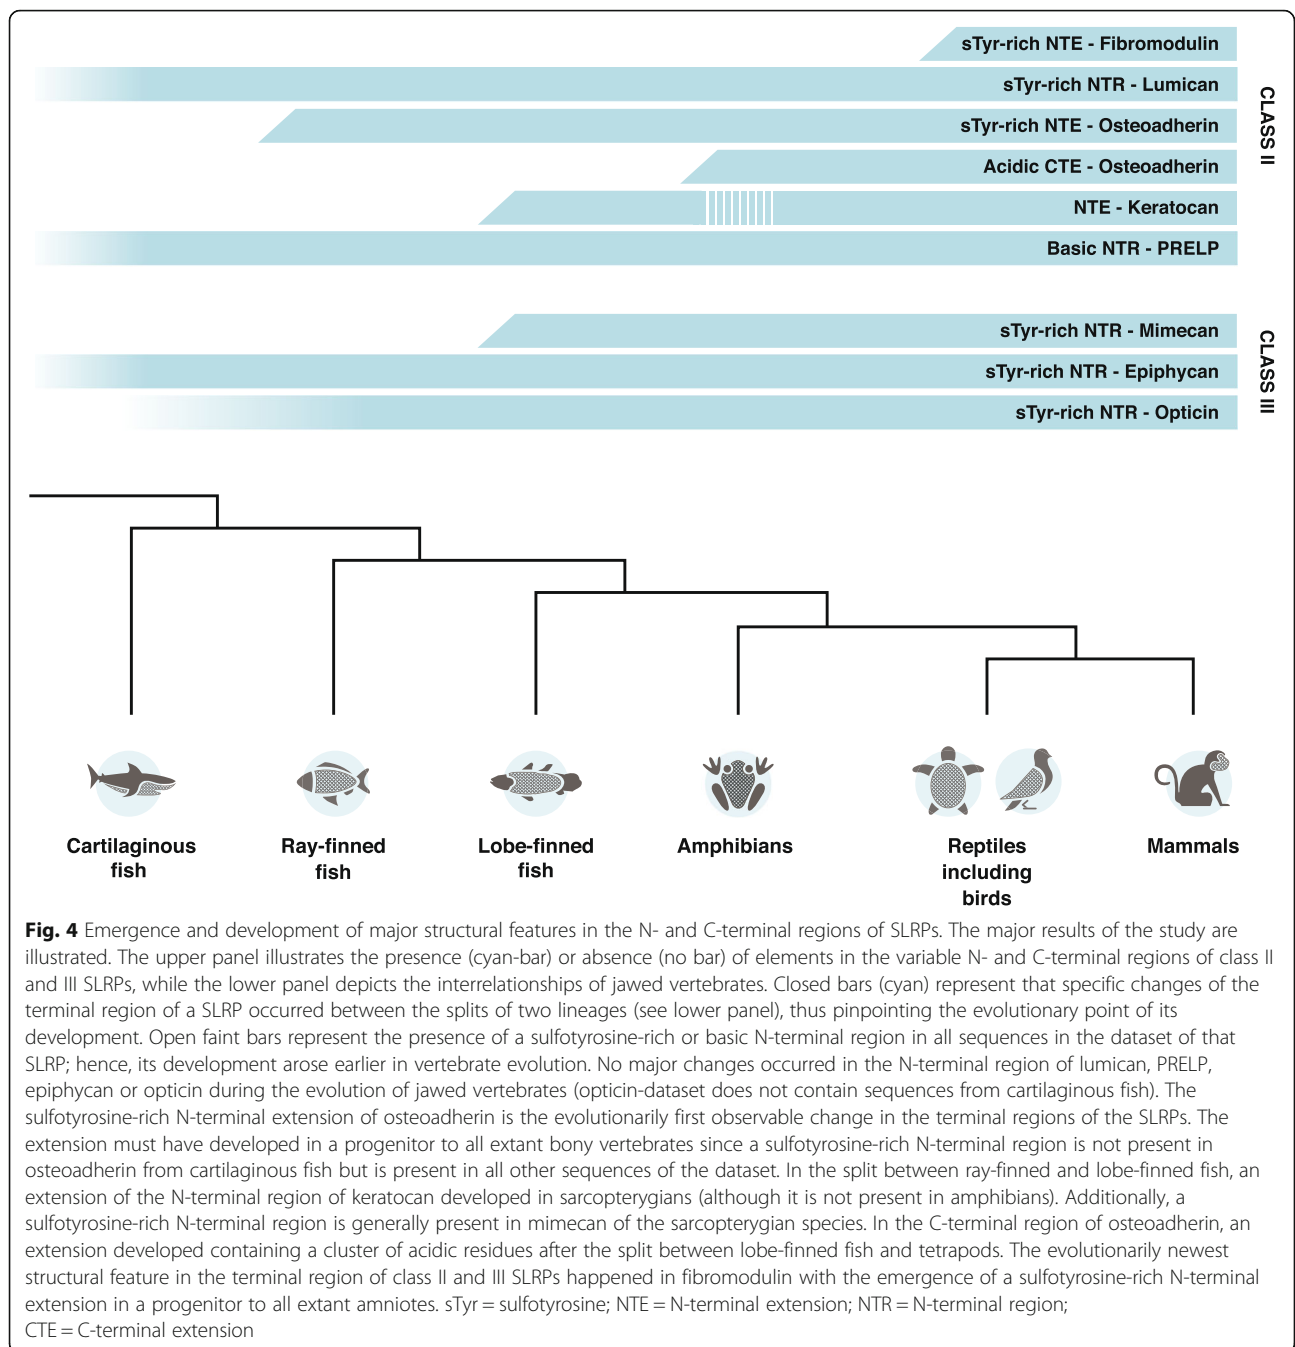 sTyr-rich NTE - Fibromodulin
sTyr-rich NTR - Lumican
sTyr-rich NTE - Osteoadherin
Acidic CTE - Osteoadherin
NTE - Keratocan
Basic NTR - PRELP
CLASS II
sTyr-rich NTR - Mimecan
sTyr-rich NTR - Epiphycan
sTyr-rich NTR - Opticin
CLASS III
Cartilaginous
fish
Ray-finned
fish
Lobe-finned
fish
Amphibians
Reptiles
including
birds
Mammals
Fig. 4 Emergence and development of major structural features in the N- and C-terminal regions of SLRPs. The major results of the study are
illustrated. The upper panel illustrates the presence (cyan-bar) or absence (no bar) of elements in the variable N- and C-terminal regions of class II
and III SLRPs, while the lower panel depicts the interrelationships of jawed vertebrates. Closed bars (cyan) represent that specific changes of the
terminal region of a SLRP occurred between the splits of two lineages (see lower panel), thus pinpointing the evolutionary point of its
development. Open faint bars represent the presence of a sulfotyrosine-rich or basic N-terminal region in all sequences in the dataset of that
SLRP; hence, its development arose earlier in vertebrate evolution. No major changes occurred in the N-terminal region of lumican, PRELP,
epiphycan or opticin during the evolution of jawed vertebrates (opticin-dataset does not contain sequences from cartilaginous fish). The
sulfotyrosine-rich N-terminal extension of osteoadherin is the evolutionarily first observable change in the terminal regions of the SLRPs. The
extension must have developed in a progenitor to all extant bony vertebrates since a sulfotyrosine-rich N-terminal region is not present in
osteoadherin from cartilaginous fish but is present in all other sequences of the dataset. In the split between ray-finned and lobe-finned fish, an
extension of the N-terminal region of keratocan developed in sarcopterygians (although it is not present in amphibians). Additionally, a
sulfotyrosine-rich N-terminal region is generally present in mimecan of the sarcopterygian species. In the C-terminal region of osteoadherin, an
extension developed containing a cluster of acidic residues after the split between lobe-finned fish and tetrapods. The evolutionarily newest
structural feature in the terminal region of class II and III SLRPs happened in fibromodulin with the emergence of a sulfotyrosine-rich N-terminal
extension in a progenitor to all extant amniotes. sTyr = sulfotyrosine; NTE = N-terminal extension; NTR = N-terminal region;
CTE = C-terminal extension